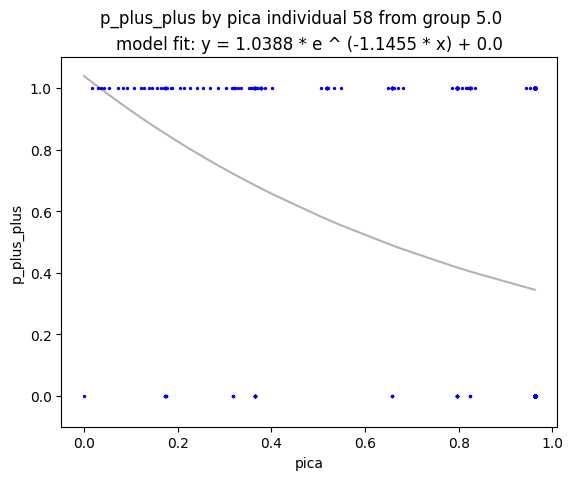 p_plus_plus by pica individual 58 from group 5.0
model fit: y = 1.0388 * e ^ (-1.1455 * x) + 0.0
1.0
0.8
0.6
0.4
0.2
0.0
p_plus_plus
0.0 0.2 0.4 0.6 0.8 1.0
pica